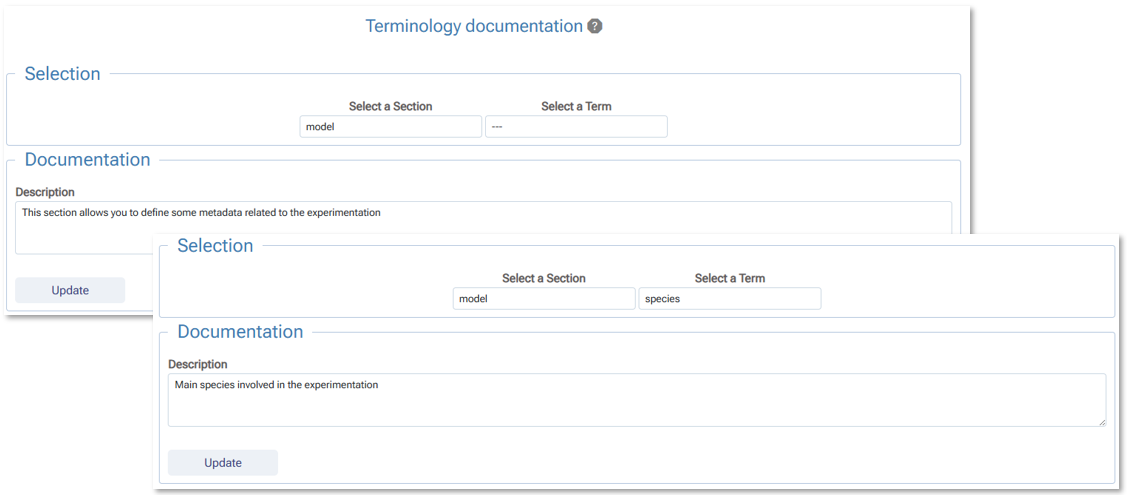 Terminology documentation ?
Selection
Select a Section Select a Term
model ---
Documentation
Description
This section allows you to define some metadata related to the experimentation
Update
Selection
Select a Section Select a Term
model species
Documentation
Description
Main species involved in the experimentation
Update